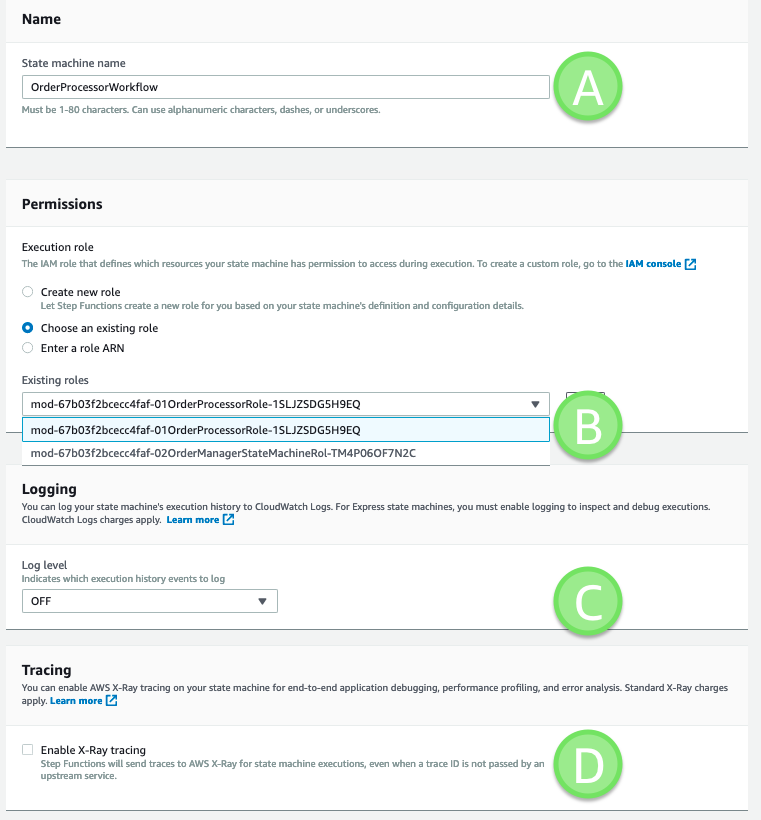 Name
State machine name
OrderProcessorWorkflow
A
Must be 1-80 characters. Can use alphanumeric characters, dashes, or underscores.
Permissions
Execution role
The IAM role that defines which resources your state machine has permission to access during execution. To create a custom role, go to the IAM console
Create new role
Let Step Functions create a new role for you based on your state machine's definition and configuration details.
Choose an existing role
Enter a role ARN
Existing roles
mod-67b03f2bcecc4faf-01OrderProcessorRole-1SLJZSDG5H9EQ
B
mod-67b03f2bcecc4faf-01OrderProcessorRole-1SLJZSDG5H9EQ
mod-67b03f2bcecc4faf-02OrderManagerStateMachineRol-TM4P06OF7N2C
Logging
You can log your state machine's execution history to CloudWatch Logs. For Express state machines, you must enable logging to inspect and debug executions.
CloudWatch Logs charges apply. Learn more
Log level
Indicates which execution history events to log
OFF
C
Tracing
You can enable AWS X-Ray tracing on your state machine for end-to-end application debugging, performance profiling, and error analysis. Standard X-Ray charges
apply. Learn more
Enable X-Ray tracing
Step Functions will send traces to AWS X-Ray for state machine executions, even when a trace ID is not passed by an
upstream service.
D